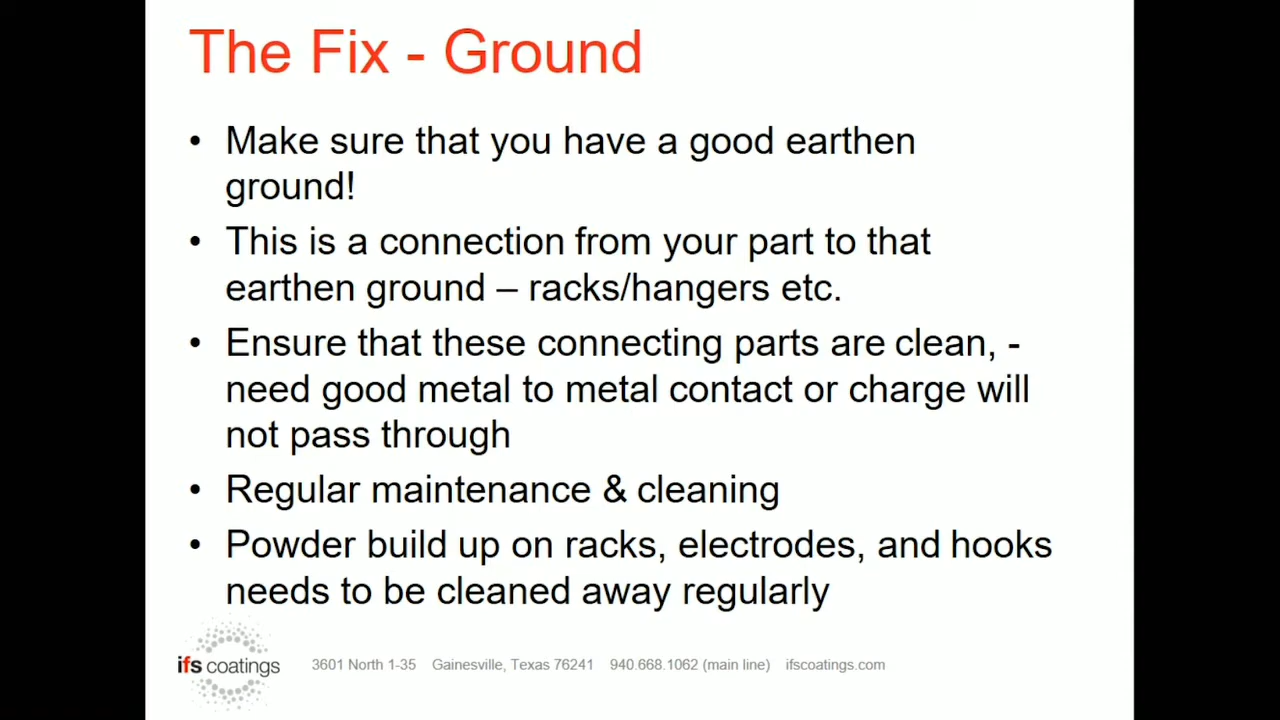 The Fix - Ground
• Make sure that you have a good earthen
ground!
• This is a connection from your part to that
earthen ground – racks/hangers etc.
• Ensure that these connecting parts are clean, -
need good metal to metal contact or charge will
not pass through
• Regular maintenance & cleaning
• Powder build up on racks, electrodes, and hooks
needs to be cleaned away regularly
ifs coatings 3601 North 1-35 Gainesville, Texas 76241 940.668.1062 (main line) ifscoatings.com